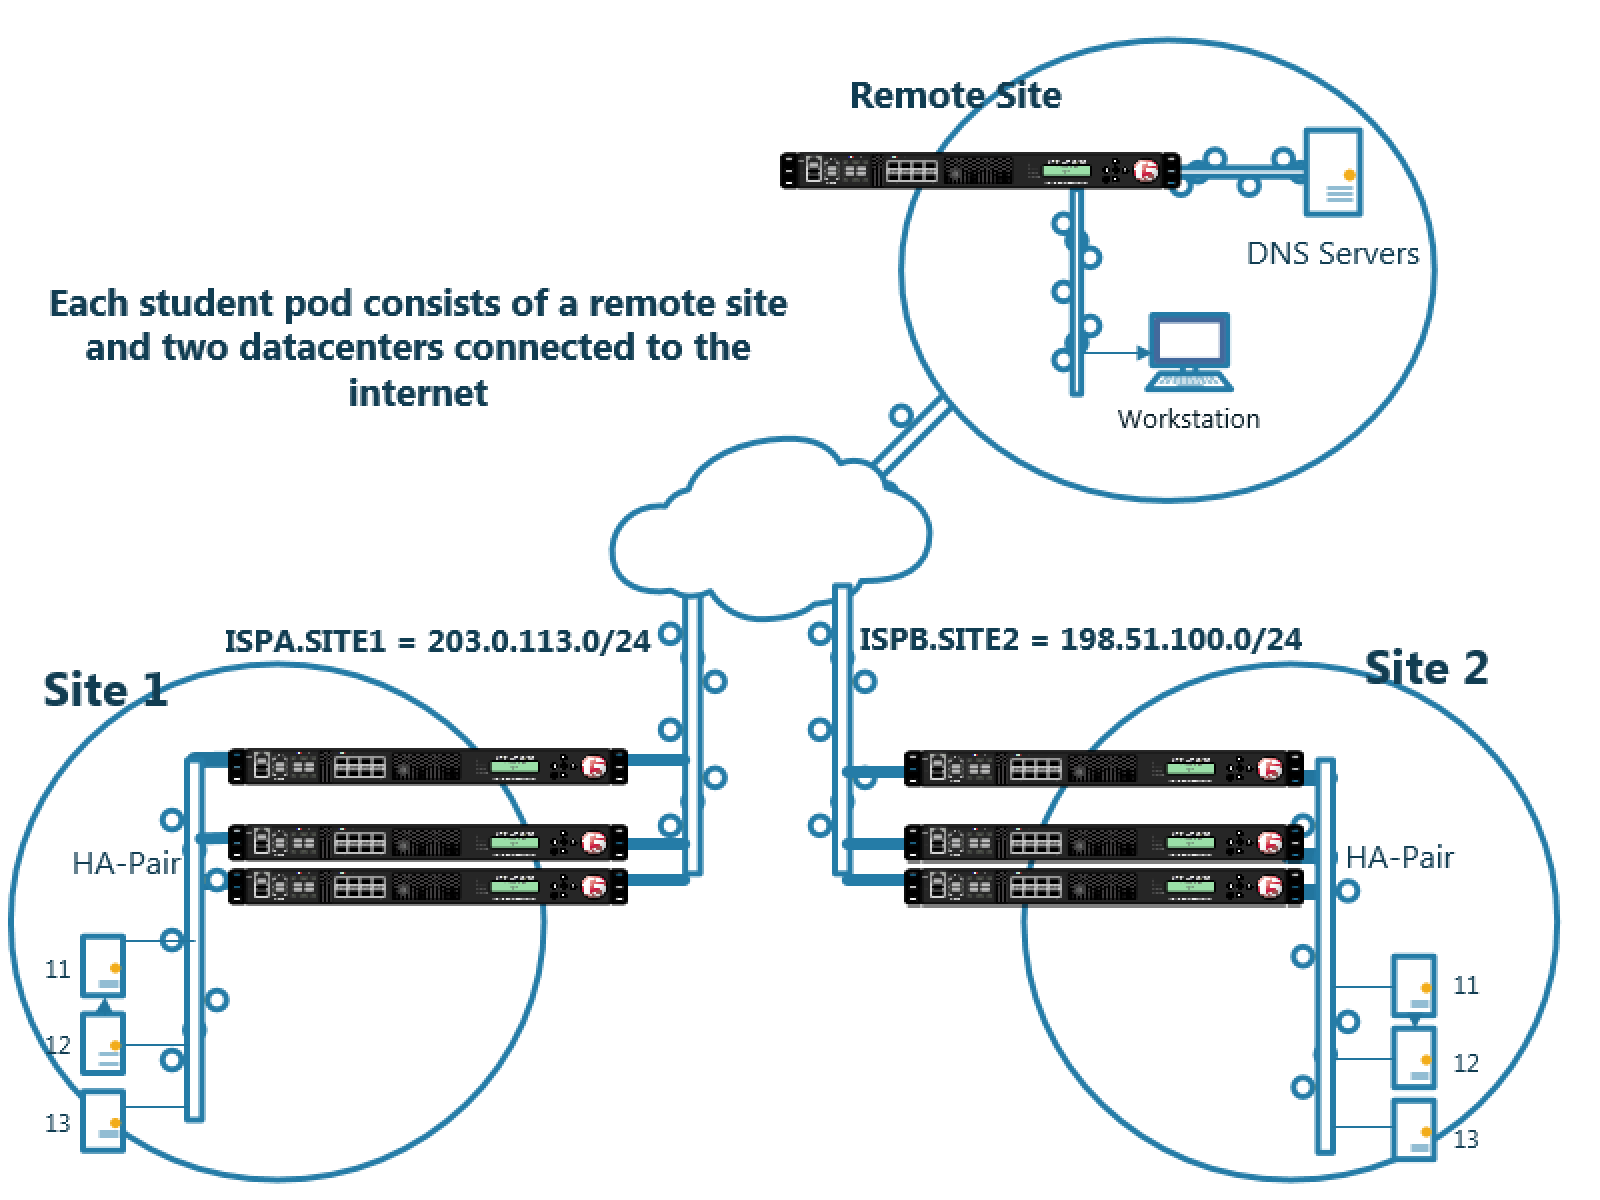 Remote Site
DNS Servers
Each student pod consists of a remote site
and two datacenters connected to the
internet
Workstation
ISPA.SITE1 = 203.0.113.0/24
ISPB.SITE2 = 198.51.100.0/24
Site 1
Site 2
HA-Pair
HA-Pair
11
12
13
11
12
13